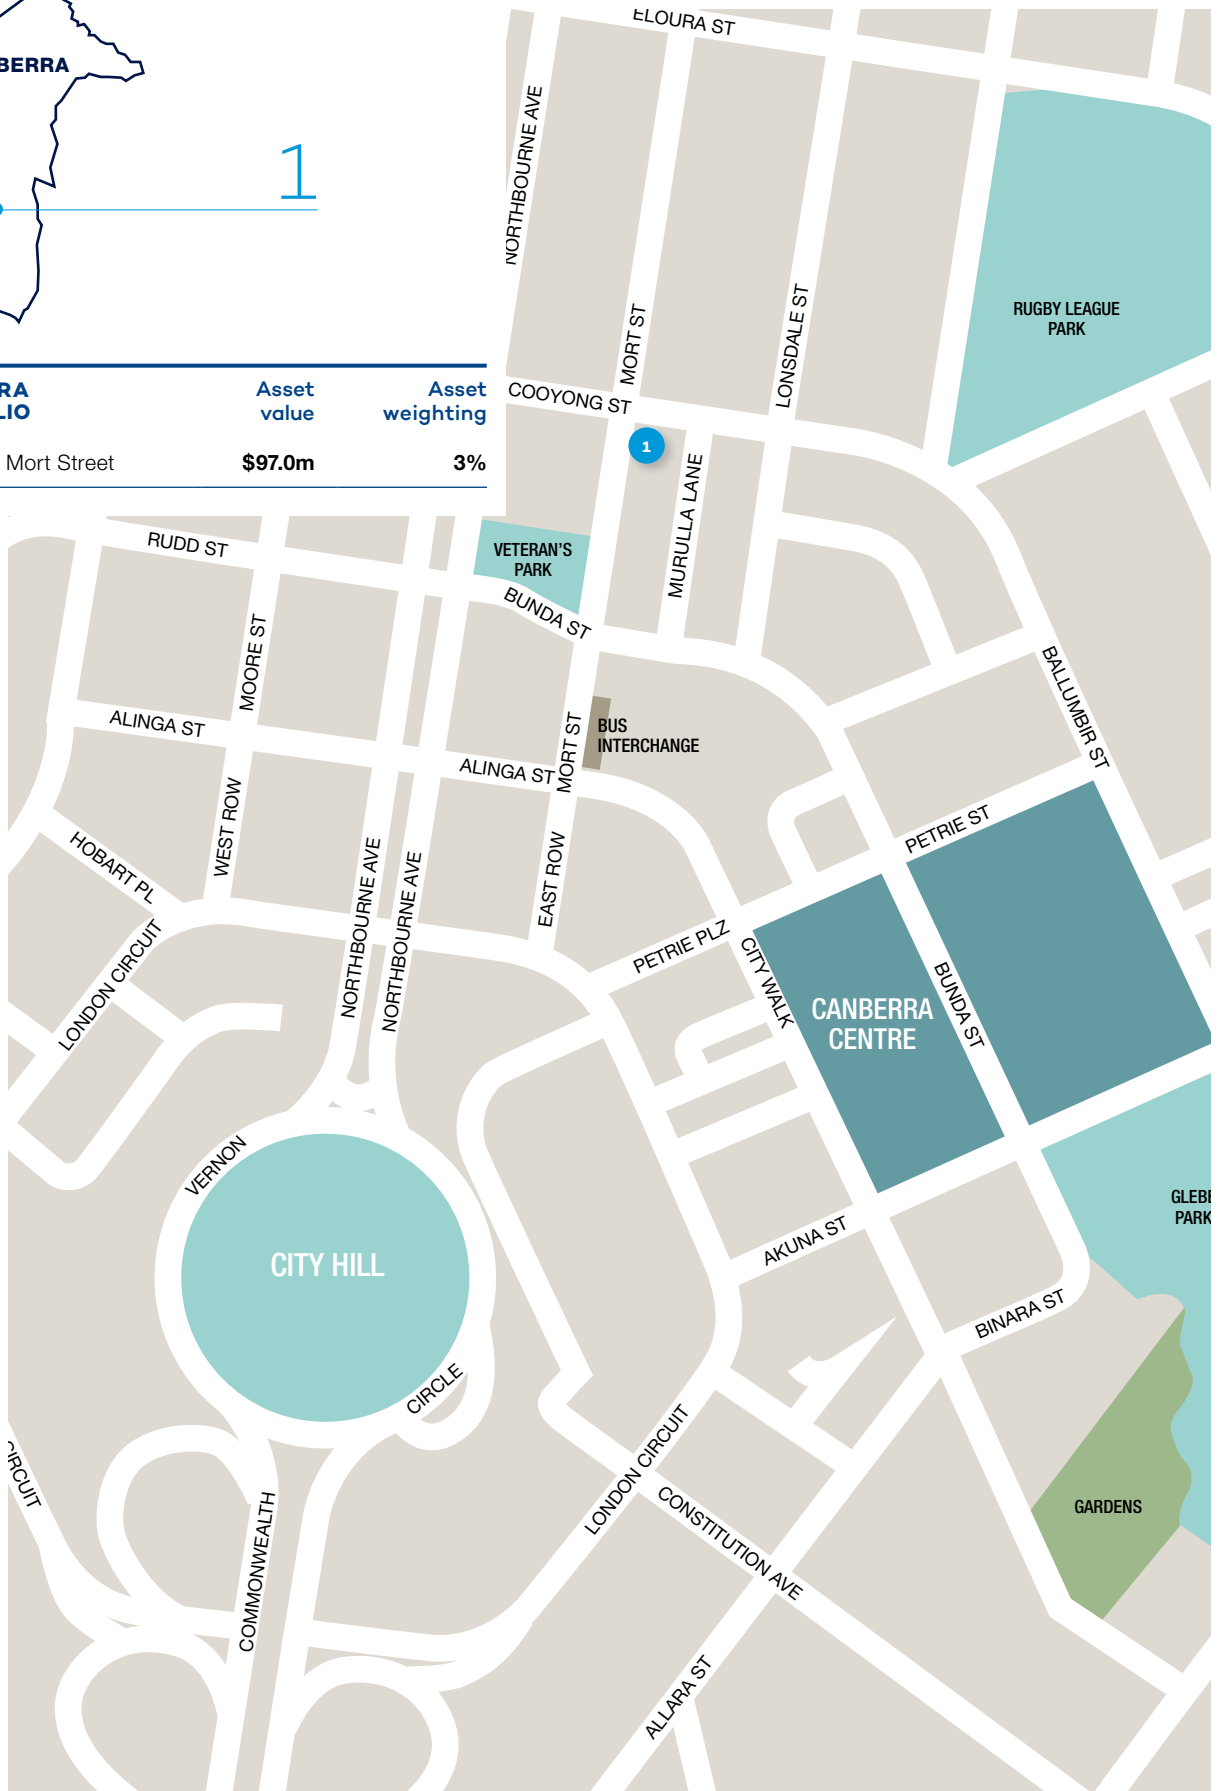 BERRA
1
RA
LIO
Asset
value
Asset
weighting
Mort Street
$97.0m
3%
ELOURA ST
NORTHBOURNE AVE
MORT ST
LONSDALE ST
RUGBY LEAGUE
PARK
COOYONG ST
1
MURULLA LANE
VETERAN'S
PARK
RUDD ST
BUNDA ST
MOORE ST
BALLUMBIR ST
ALINGA ST
ALINGA ST
MORT ST
BUS
INTERCHANGE
WEST ROW
HOBART PL
PETRIE ST
EAST ROW
NORTHBOURNE AVE
NORTHBOURNE AVE
LONDON CIRCUIT
PETRIE PLZ
CITY WALK
CANBERRA
CENTRE
BUNDA ST
VERNON
GLEBE
PARK
AKUNA ST
CITY HILL
BINARA ST
CIRCLE
CIRCUIT
LONDON CIRCUIT
CONSTITUTION AVE
GARDENS
COMMONWEALTH
ALLARA ST